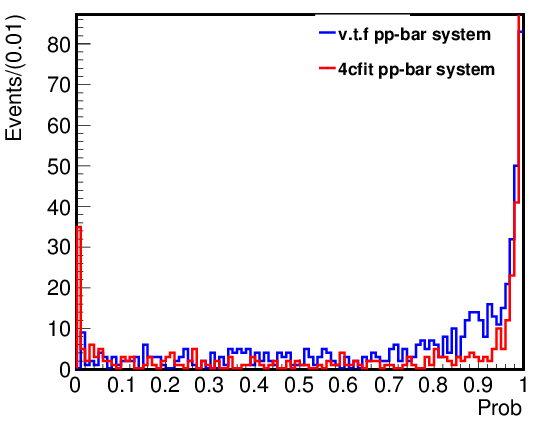 Events/(0.01)
v.t.f pp-bar system
4cfit pp-bar system
80
70
60
50
40
30
20
10
0
0 0.1 0.2 0.3 0.4 0.5 0.6 0.7 0.8 0.9 1
Prob